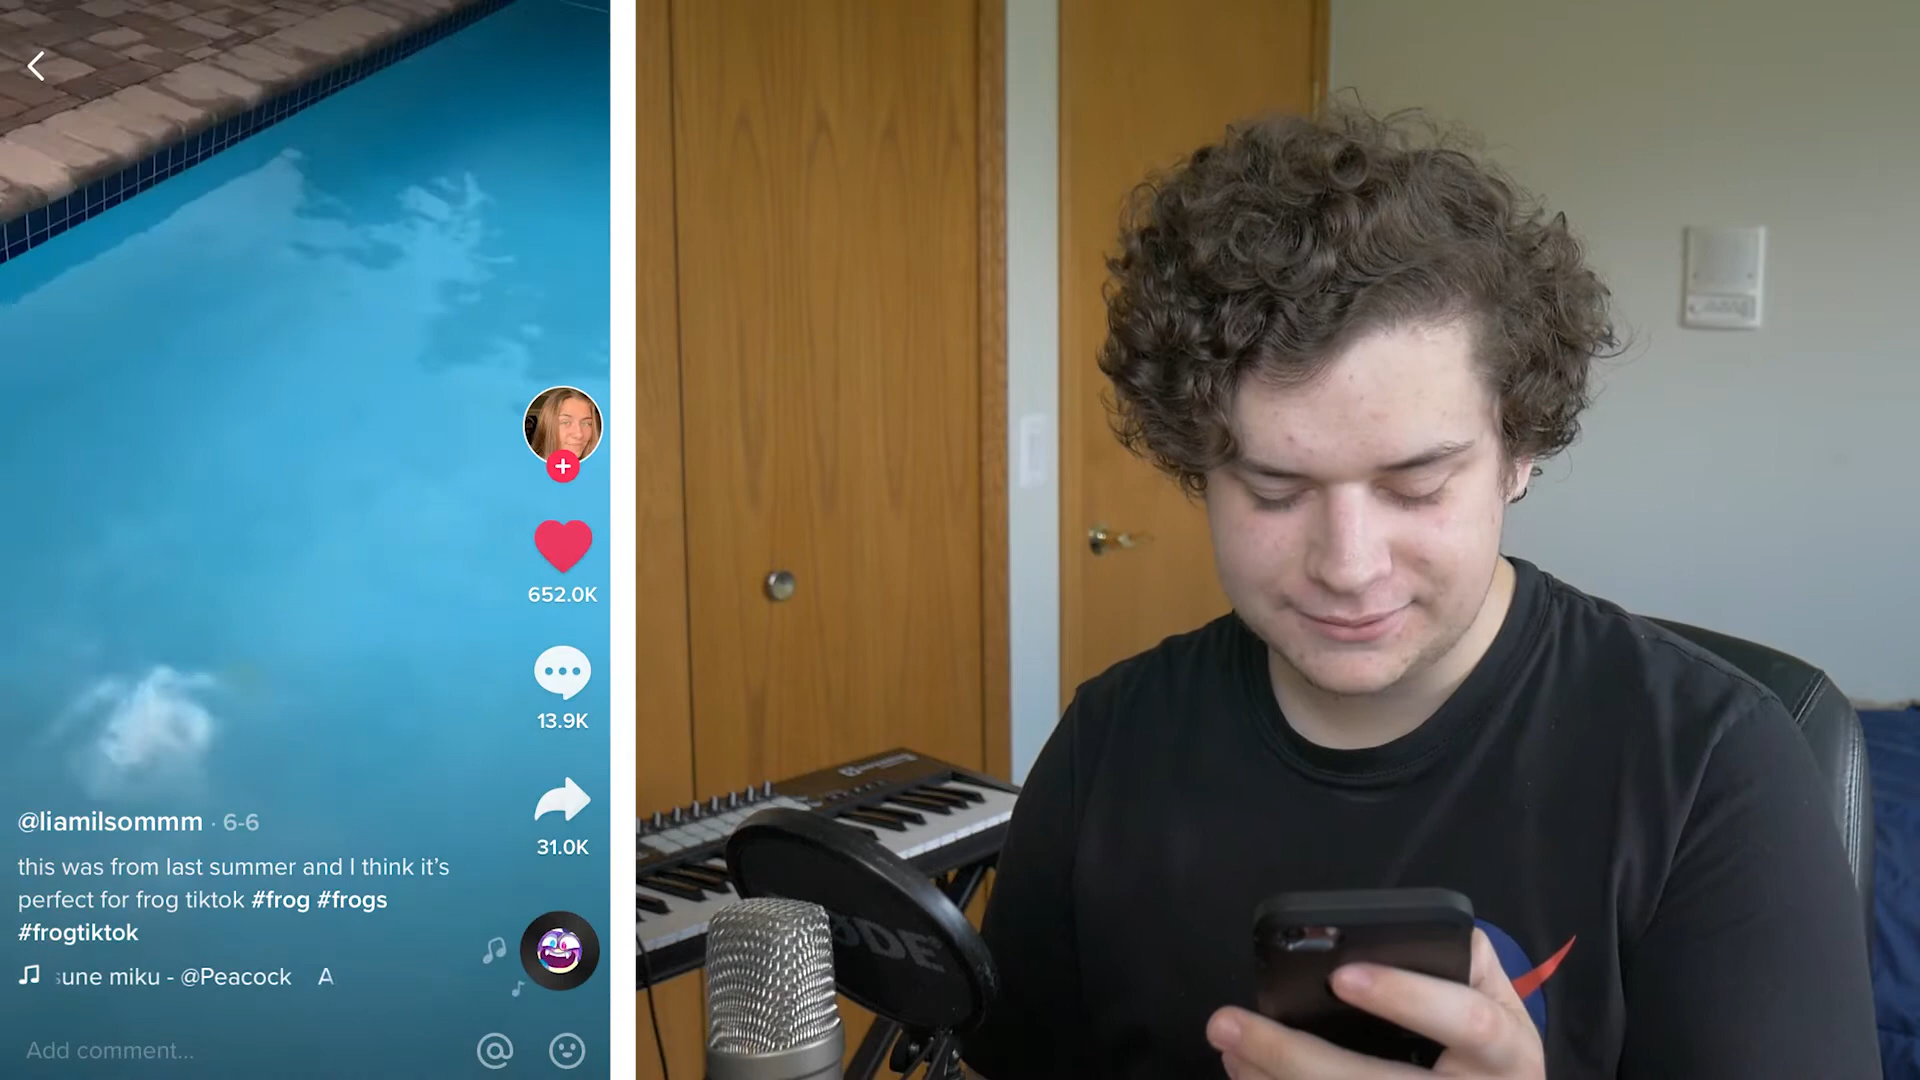 652.0K
13.9K
31.0K
@liamilsommm · 6-6
this was from last summer and I think it's
perfect for frog tiktok #frog #frogs
#frogtiktok
une miku - @Peacock A
Add comment...